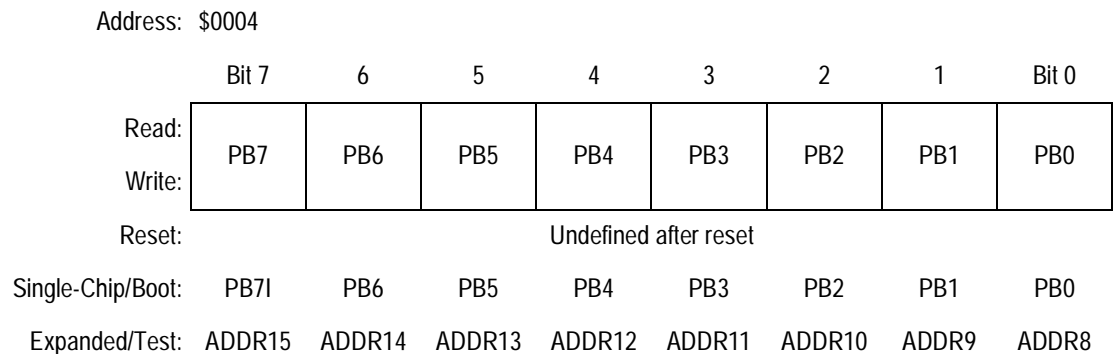 Address: $0004
Bit 7 6 5 4 3 2 1 Bit 0
Read:
PB7 PB6 PB5 PB4 PB3 PB2 PB1 PB0
Write:
Reset: Undefined after reset
Single-Chip/Boot: PB7I PB6 PB5 PB4 PB3 PB2 PB1 PB0
Expanded/Test: ADDR15 ADDR14 ADDR13 ADDR12 ADDR11 ADDR10 ADDR9 ADDR8